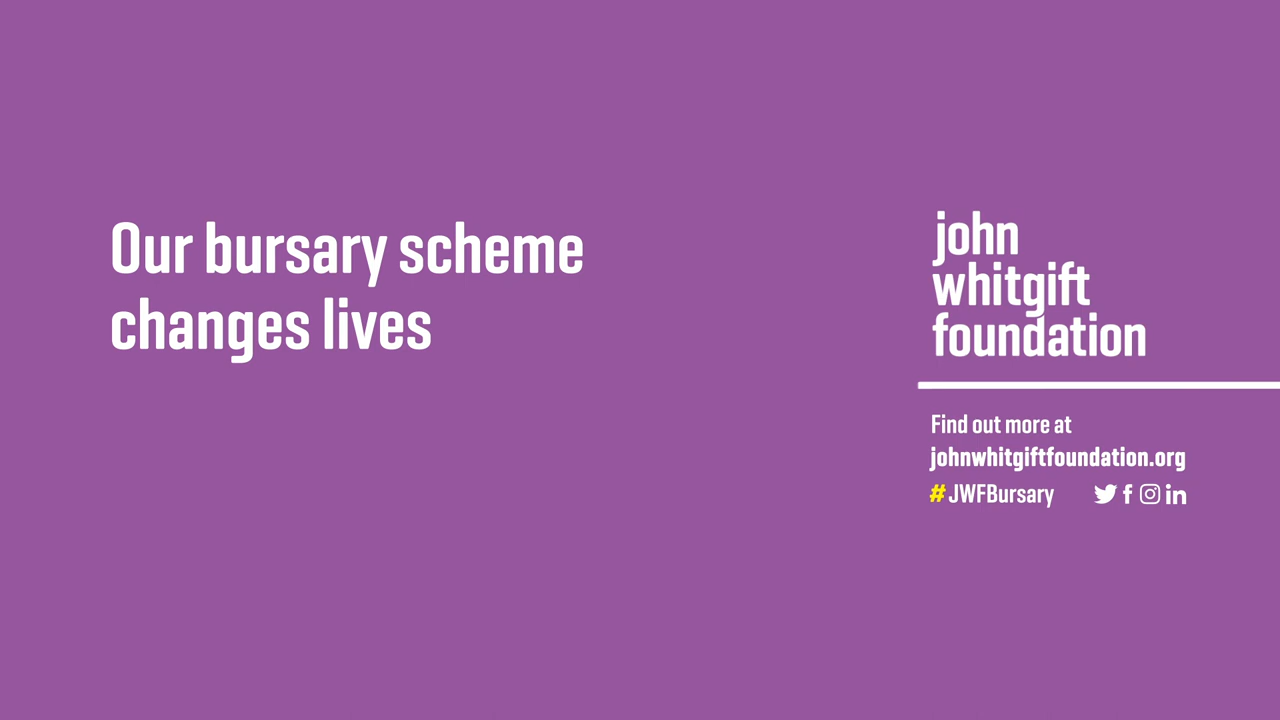 Our bursary scheme
changes lives
john
whitgift
foundation
Find out more at
johnwhitgiftfoundation.org
#JWFBursary